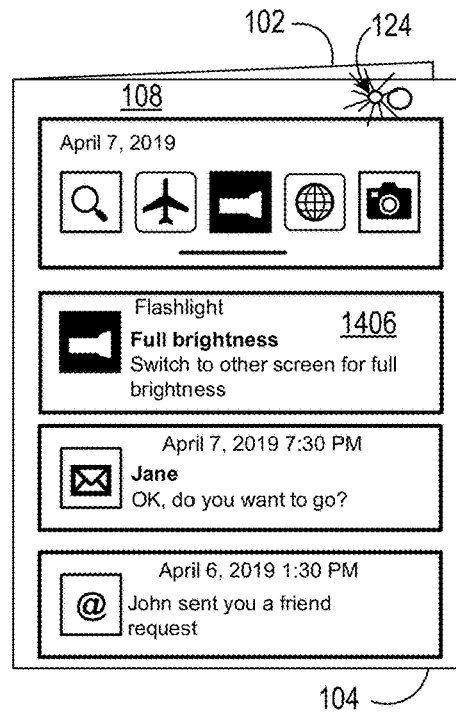 102
124
108
April 7, 2019
Flashlight
1406
Full brightness
Switch to other screen for full
brightness
April 7, 2019 7:30 PM
Jane
OK, do you want to go?
April 6, 2019 1:30 PM
@
John sent you a friend
request
104